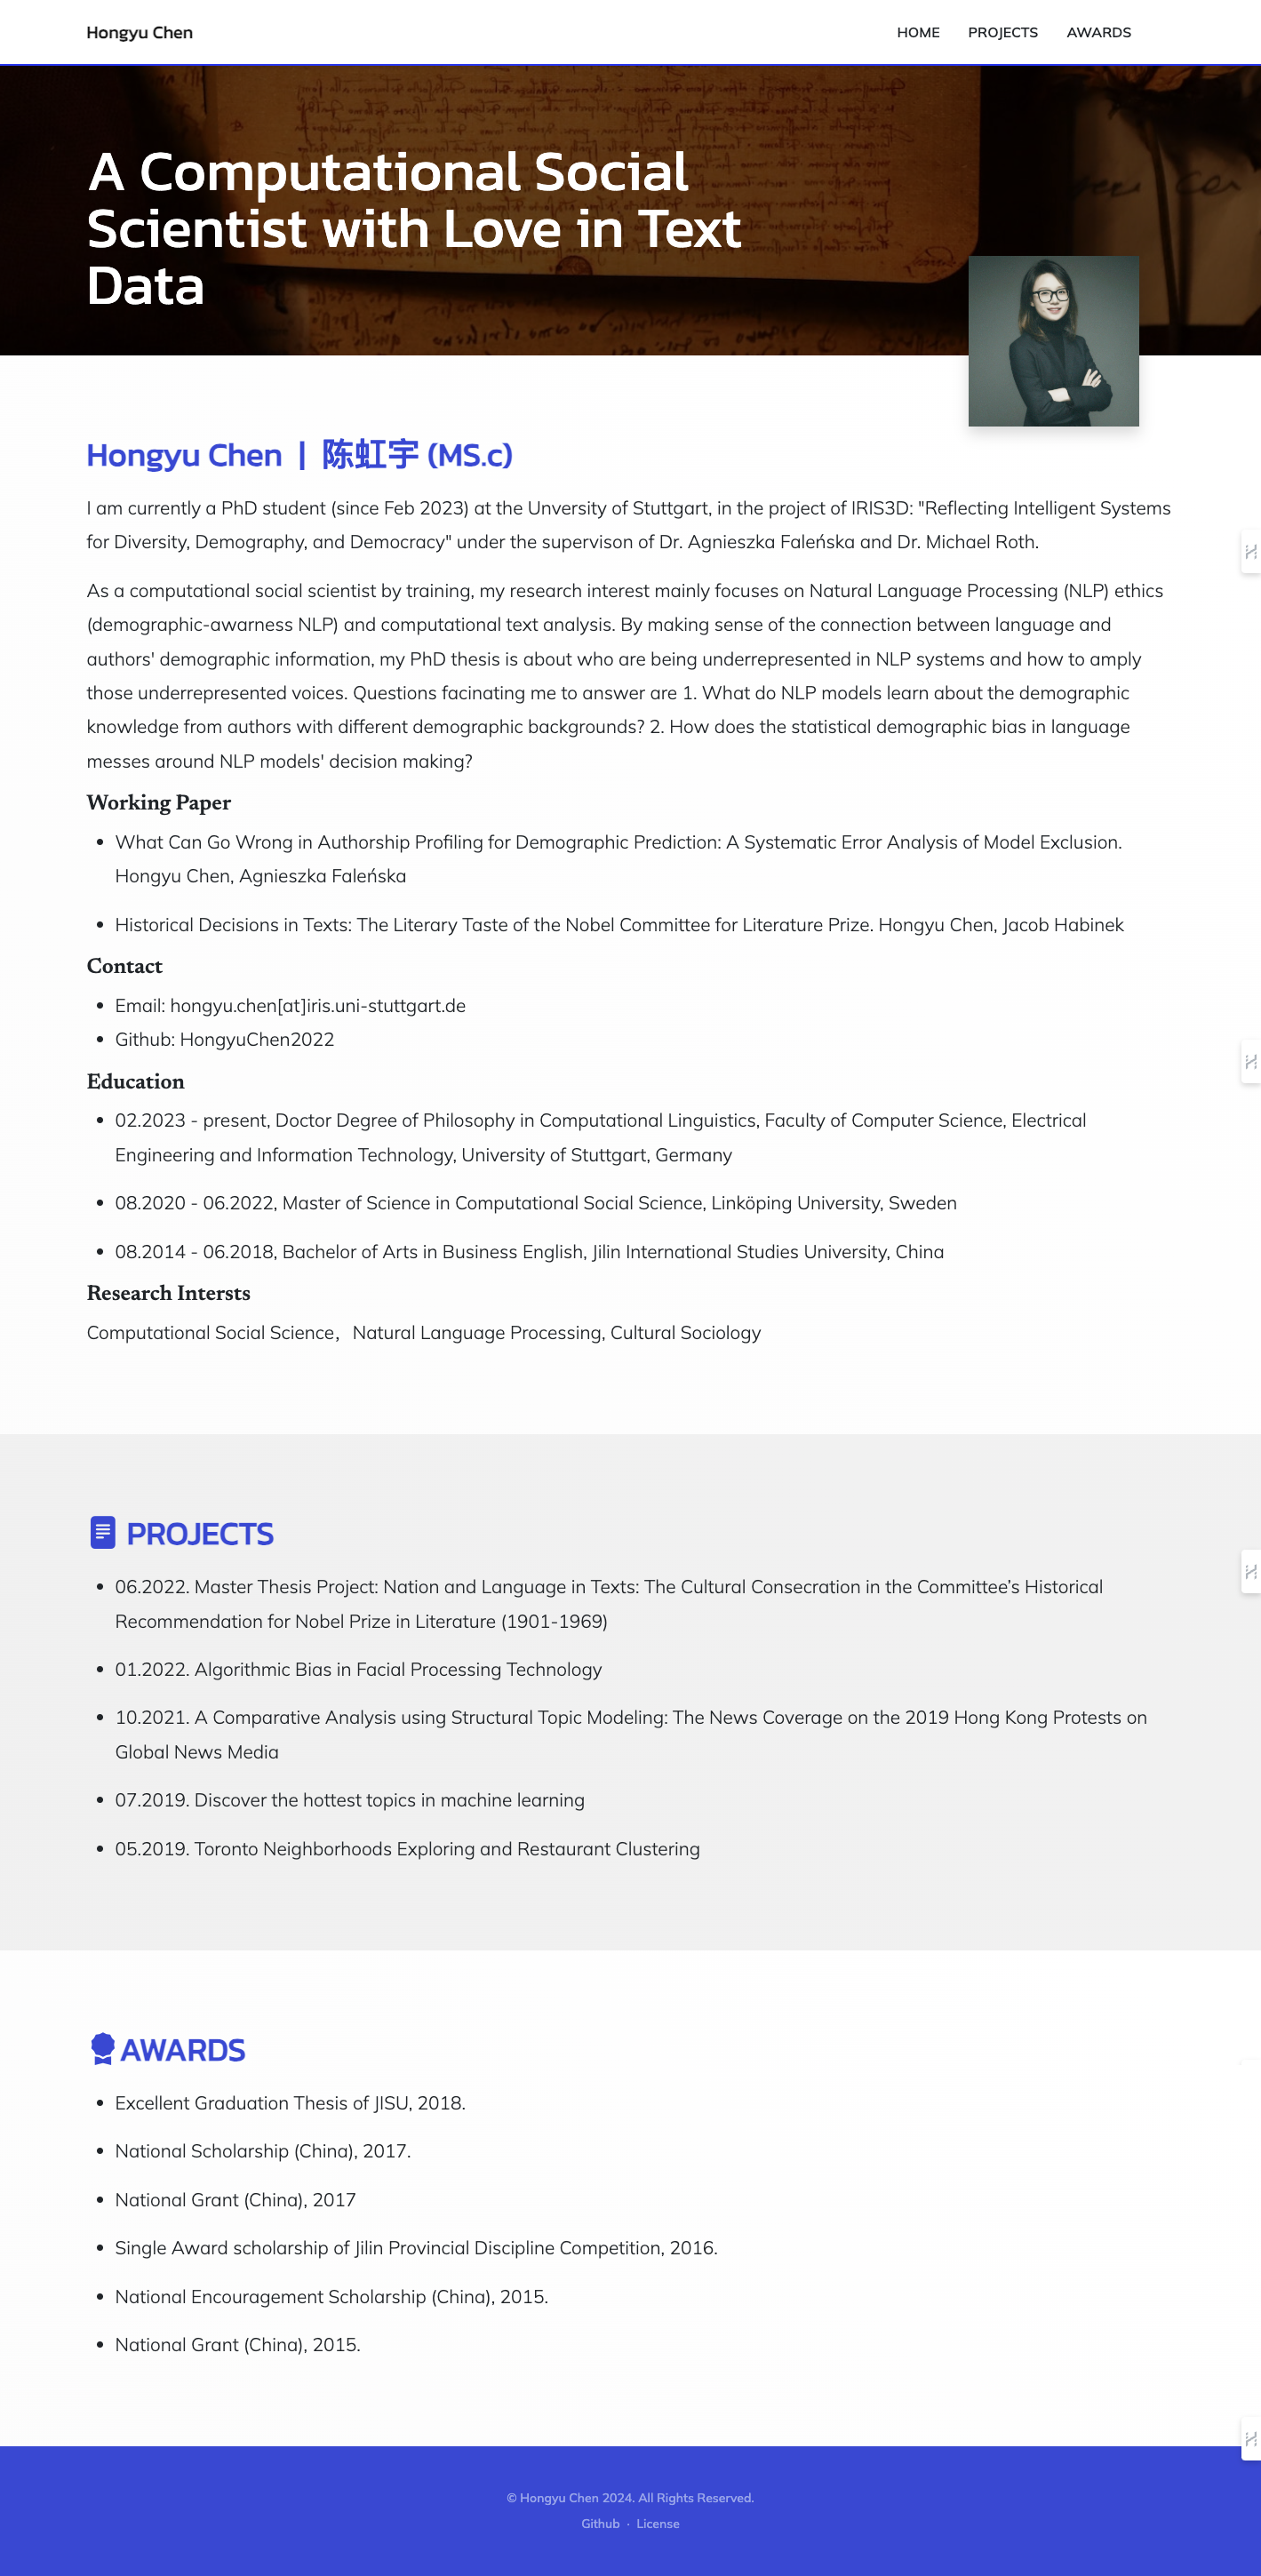 Hongyu Chen
HOME PROJECTS AWARDS
A Computational Social
Scientist with Love in Text
Data
Hongyu Chen | 陈虹宇 (MS.c)
I am currently a PhD student (since Feb 2023) at the Unversity of Stuttgart, in the project of IRIS3D: "Reflecting Intelligent Systems
for Diversity, Demography, and Democracy" under the supervison of Dr. Agnieszka Faleńska and Dr. Michael Roth.
As a computational social scientist by training, my research interest mainly focuses on Natural Language Processing (NLP) ethics
(demographic-awarness NLP) and computational text analysis. By making sense of the connection between language and
authors' demographic information, my PhD thesis is about who are being underrepresented in NLP systems and how to amply
those underrepresented voices. Questions facinating me to answer are 1. What do NLP models learn about the demographic
knowledge from authors with different demographic backgrounds? 2. How does the statistical demographic bias in language
messes around NLP models' decision making?
Working Paper
• What Can Go Wrong in Authorship Profiling for Demographic Prediction: A Systematic Error Analysis of Model Exclusion.
Hongyu Chen, Agnieszka Faleńska
• Historical Decisions in Texts: The Literary Taste of the Nobel Committee for Literature Prize. Hongyu Chen, Jacob Habinek
Contact
• Email: hongyu.chen[at]iris.uni-stuttgart.de
• Github: HongyuChen2022
Education
• 02.2023 - present, Doctor Degree of Philosophy in Computational Linguistics, Faculty of Computer Science, Electrical
Engineering and Information Technology, University of Stuttgart, Germany
• 08.2020 - 06.2022, Master of Science in Computational Social Science, Linköping University, Sweden
• 08.2014 - 06.2018, Bachelor of Arts in Business English, Jilin International Studies University, China
Research Intersts
Computational Social Science， Natural Language Processing, Cultural Sociology
PROJECTS
• 06.2022. Master Thesis Project: Nation and Language in Texts: The Cultural Consecration in the Committee's Historical
Recommendation for Nobel Prize in Literature (1901-1969)
• 01.2022. Algorithmic Bias in Facial Processing Technology
• 10.2021. A Comparative Analysis using Structural Topic Modeling: The News Coverage on the 2019 Hong Kong Protests on
Global News Media
• 07.2019. Discover the hottest topics in machine learning
• 05.2019. Toronto Neighborhoods Exploring and Restaurant Clustering
AWARDS
• Excellent Graduation Thesis of JISU, 2018.
• National Scholarship (China), 2017.
• National Grant (China), 2017
• Single Award scholarship of Jilin Provincial Discipline Competition, 2016.
• National Encouragement Scholarship (China), 2015.
• National Grant (China), 2015.
© Hongyu Chen 2024. All Rights Reserved.
Github · License